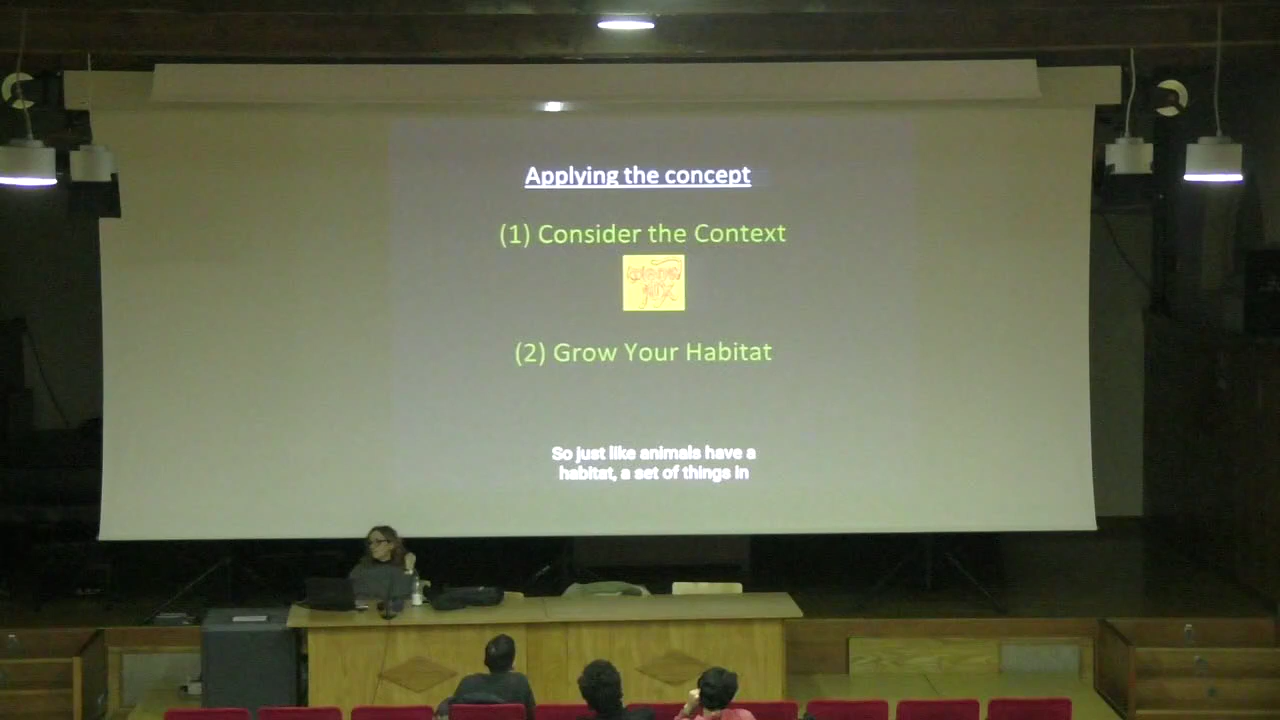 Applying the concept
(1) Consider the Context
(2) Grow Your Habitat
So just like animals have a
habitat, a set of things in